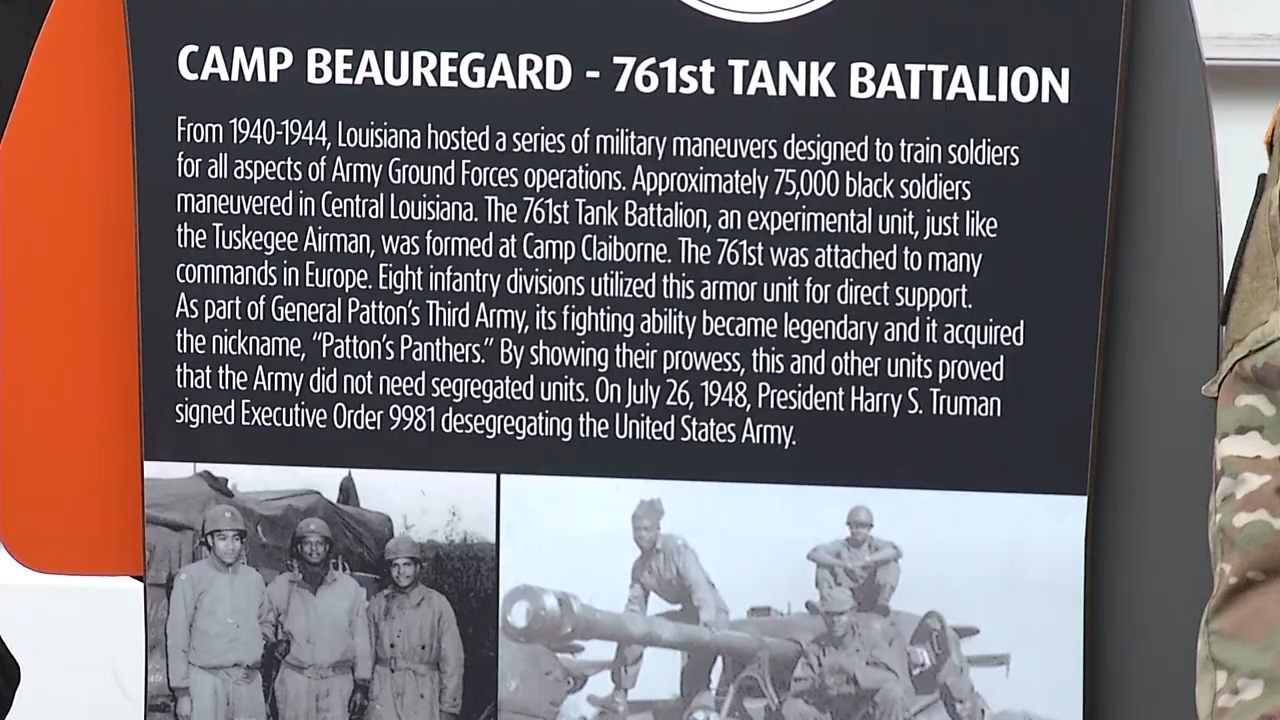 CAMP BEAUREGARD - 761st TANK BATTALION
From 1940-1944, Louisiana hosted a series of military maneuvers designed to train soldiers
for all aspects of Army Ground Forces operations. Approximately 75,000 black soldiers
maneuvered in Central Louisiana. The 761st Tank Battalion, an experimental unit, just like
the Tuskegee Airman, was formed at Camp Claiborne. The 761st was attached to many
commands in Europe. Eight infantry divisions utilized this armor unit for direct support.
As part of General Patton's Third Army, its fighting ability became legendary and it acquired
the nickname, “Patton's Panthers.” By showing their prowess, this and other units proved
that the Army did not need segregated units. On July 26, 1948, President Harry S. Truman
signed Executive Order 9981 desegregating the United States Army.